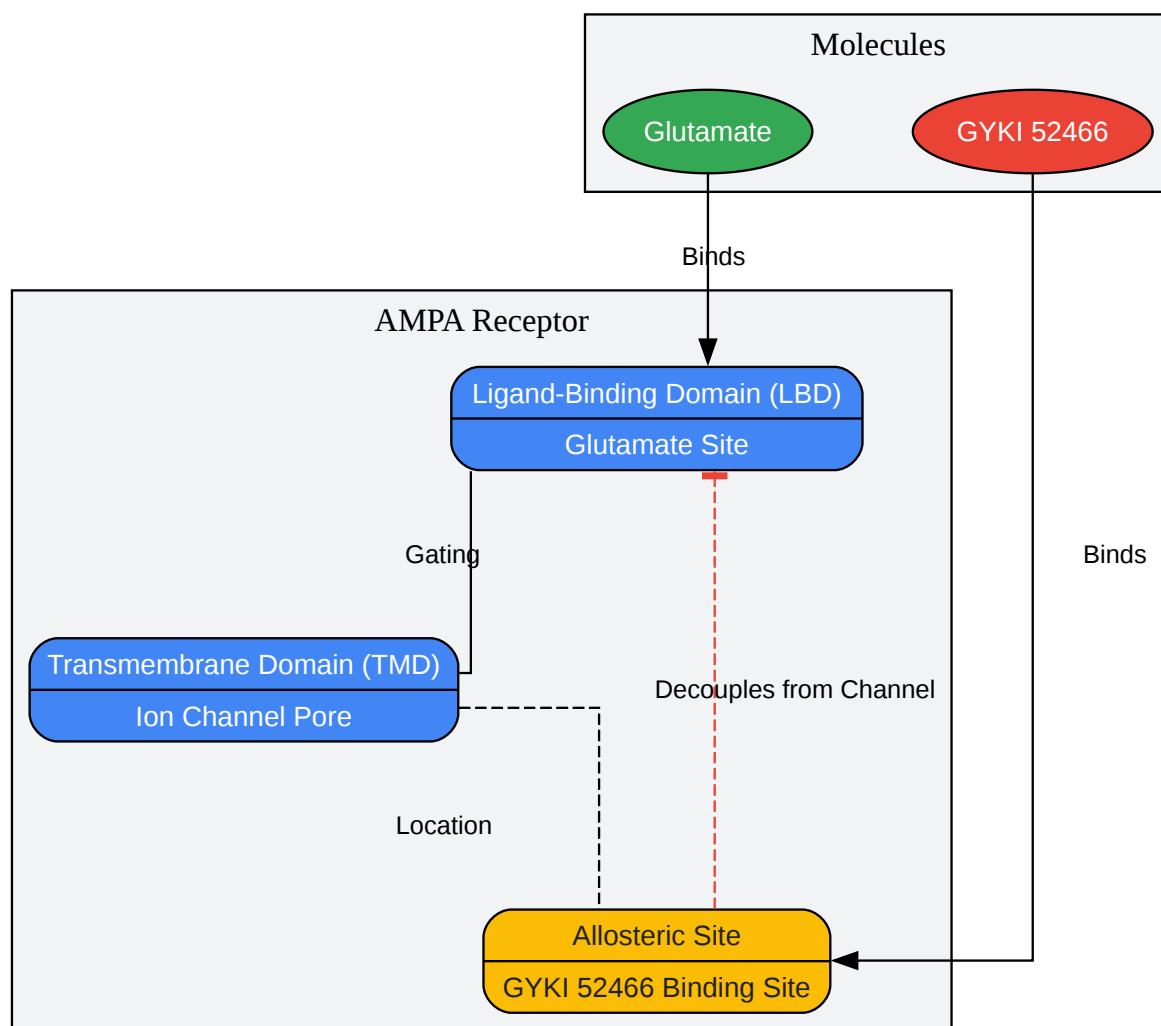 Molecules
Glutamate
GYKI 52466
Binds
AMPA Receptor
Ligand-Binding Domain (LBD)
Glutamate Site
Gating
Binds
Transmembrane Domain (TMD)
Ion Channel Pore
Decouples from Channel
Location
Allosteric Site
GYKI 52466 Binding Site